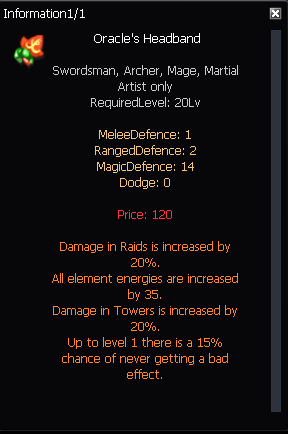 Information1/1
Oracle's Headband
Swordsman, Archer, Mage, Martial
Artist only
RequiredLevel: 20Lv
MeleeDefence: 1
RangedDefence: 2
MagicDefence: 14
Dodge: 0
Price: 120
Damage in Raids is increased by
20%.
All element energies are increased
by 35.
Damage in Towers is increased by
20%.
Up to level 1 there is a 15%
chance of never getting a bad
effect.